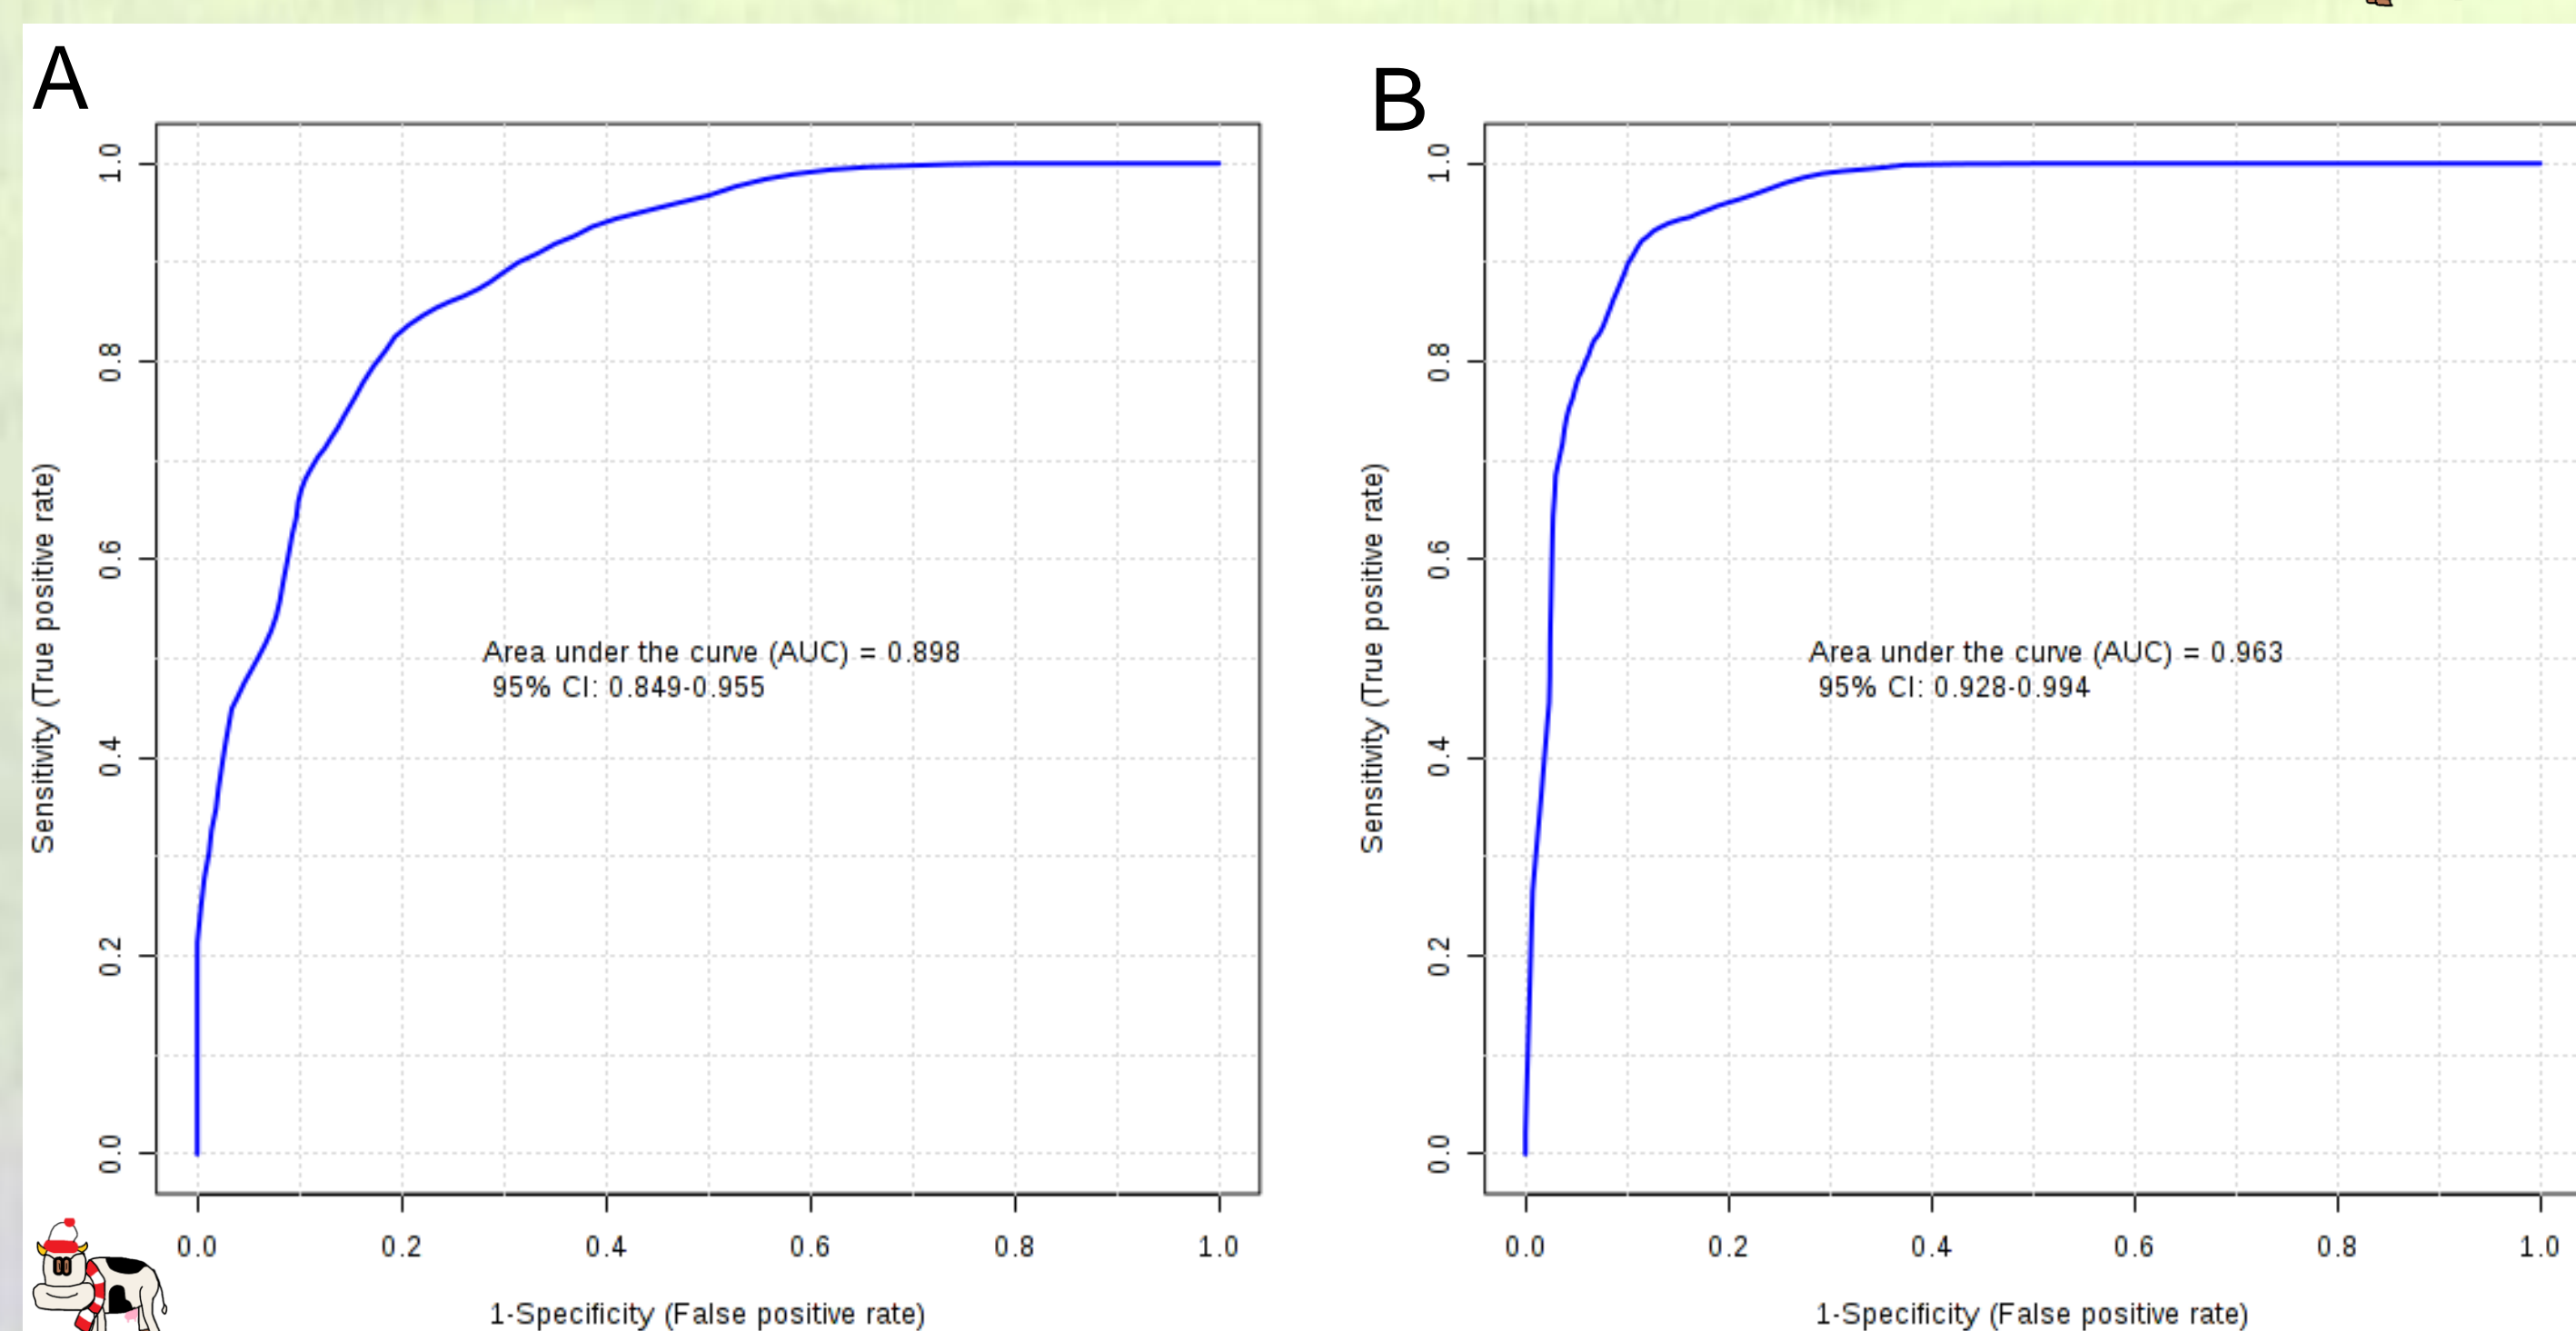 A
1.0
0.8
0.6
0.4
0.2
0.0
Sensitivity (True positive rate)
Area under the curve (AUC) = 0.898
95% CI: 0.849-0.955
0.0 0.2 0.4 0.6 0.8 1.0
1-Specificity (False positive rate)
B
1.0
0.8
0.6
0.4
0.2
0.0
Sensitivity (True positive rate)
Area under the curve (AUC) = 0.963
95% CI: 0.928-0.994
0.0 0.2 0.4 0.6 0.8 1.0
1-Specificity (False positive rate)